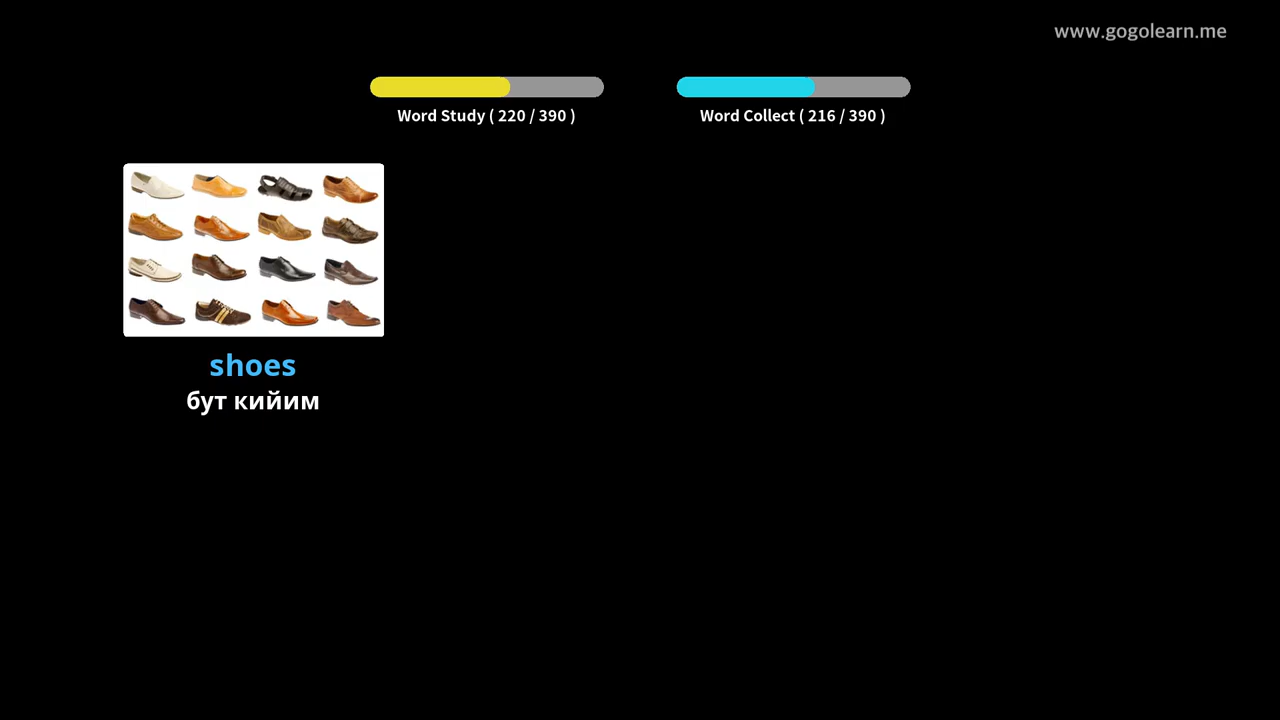 www.gogolearn.me
Word Study ( 220 / 390 )
Word Collect ( 216 / 390 )
shoes
бут кийим